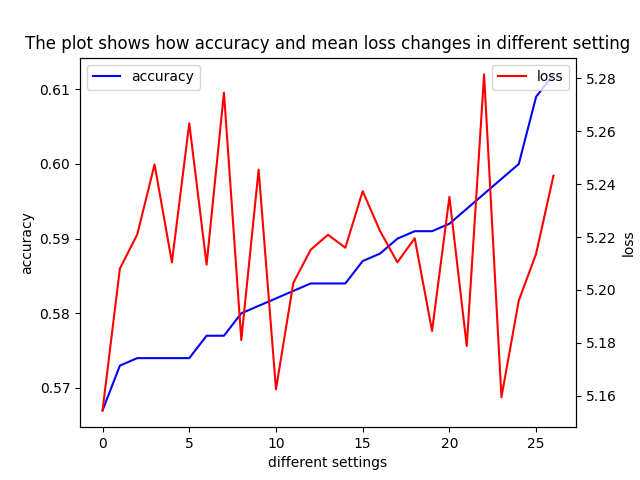 The plot shows how accuracy and mean loss changes in different setting
accuracy
loss
0.61
0.60
0.59
0.58
0.57
5.28
5.26
5.24
5.22
5.20
5.18
5.16
accuracy
loss
0 5 10 15 20 25
different settings